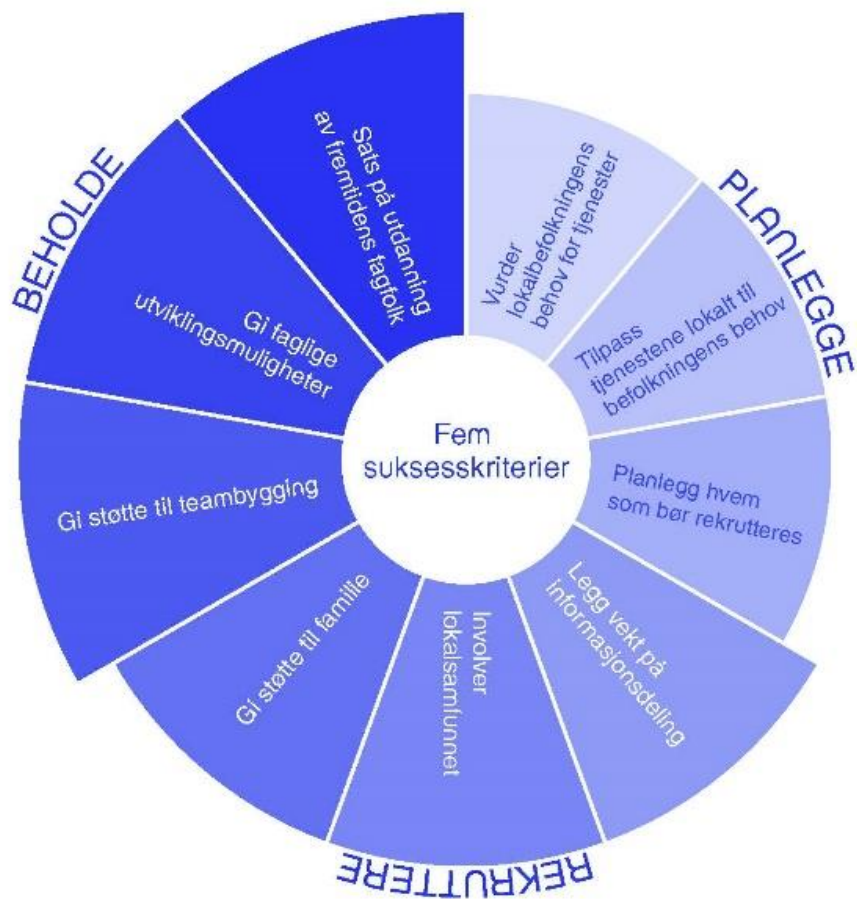 PLANLEGGE
Vurder
lokalbefolkningens
behov for tjenester
Tilpass
tjenestene lokalt til
befolkningens behov
Planlegg hvem
som bør rekrutteres
REKRUTTERE
Legg vekt på
informasjonsdeling
Involver
lokalsamfunnet
Gi støtte til familie
BEHOLDE
Gi støtte til teambygging
Gi faglige
utviklingsmuligheter
Sats på utdanning
av fremtidens fagfolk
Fem
suksesskriterier